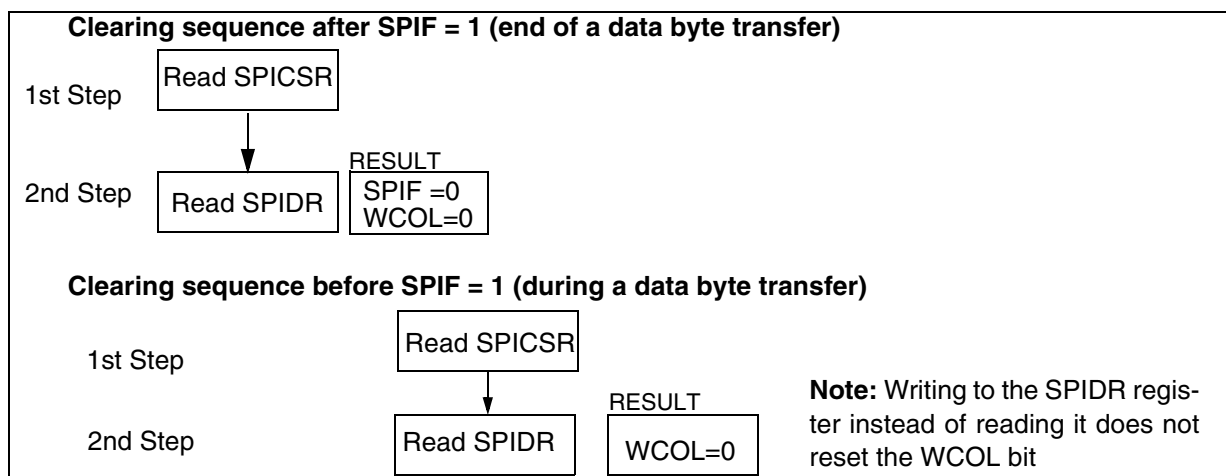 Clearing sequence after SPIF = 1 (end of a data byte transfer)
1st Step
Read SPICSR
2nd Step
Read SPIDR
RESULT
SPIF =0
WCOL=0
Clearing sequence before SPIF = 1 (during a data byte transfer)
1st Step
Read SPICSR
2nd Step
Read SPIDR
RESULT
WCOL=0
Note: Writing to the SPIDR regis-
ter instead of reading it does not
reset the WCOL bit